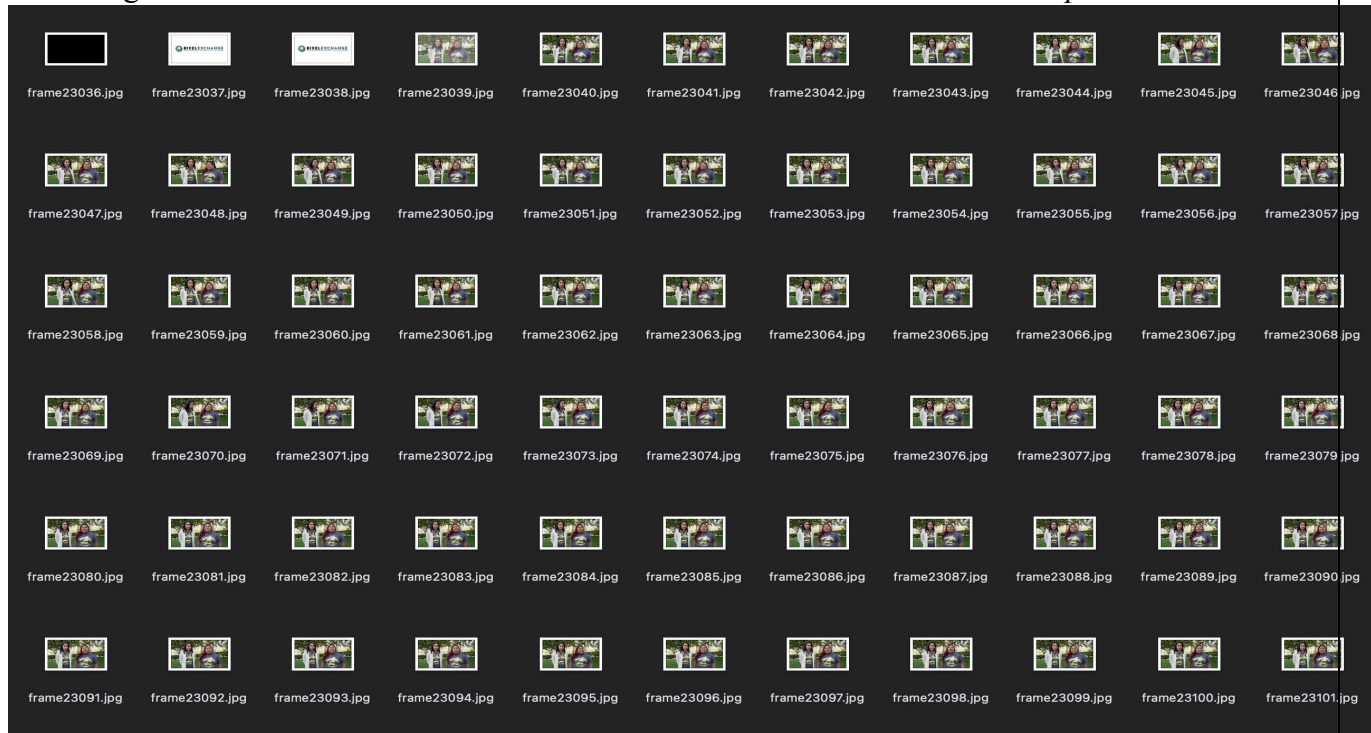 BIXELEXCHANGE BIXELEXCHANGE
frame23036.jpg frame23037.jpg frame23038.jpg frame23039.jpg frame23040.jpg frame23041.jpg frame23042.jpg frame23043.jpg frame23044.jpg frame23045.jpg frame23046.jpg
frame23047.jpg frame23048.jpg frame23049.jpg frame23050.jpg frame23051.jpg frame23052.jpg frame23053.jpg frame23054.jpg frame23055.jpg frame23056.jpg frame23057.jpg
frame23058.jpg frame23059.jpg frame23060.jpg frame23061.jpg frame23062.jpg frame23063.jpg frame23064.jpg frame23065.jpg frame23066.jpg frame23067.jpg frame23068.jpg
frame23069.jpg frame23070.jpg frame23071.jpg frame23072.jpg frame23073.jpg frame23074.jpg frame23075.jpg frame23076.jpg frame23077.jpg frame23078.jpg frame23079.jpg
frame23080.jpg frame23081.jpg frame23082.jpg frame23083.jpg frame23084.jpg frame23085.jpg frame23086.jpg frame23087.jpg frame23088.jpg frame23089.jpg frame23090.jpg
frame23091.jpg frame23092.jpg frame23093.jpg frame23094.jpg frame23095.jpg frame23096.jpg frame23097.jpg frame23098.jpg frame23099.jpg frame23100.jpg frame23101.jpg